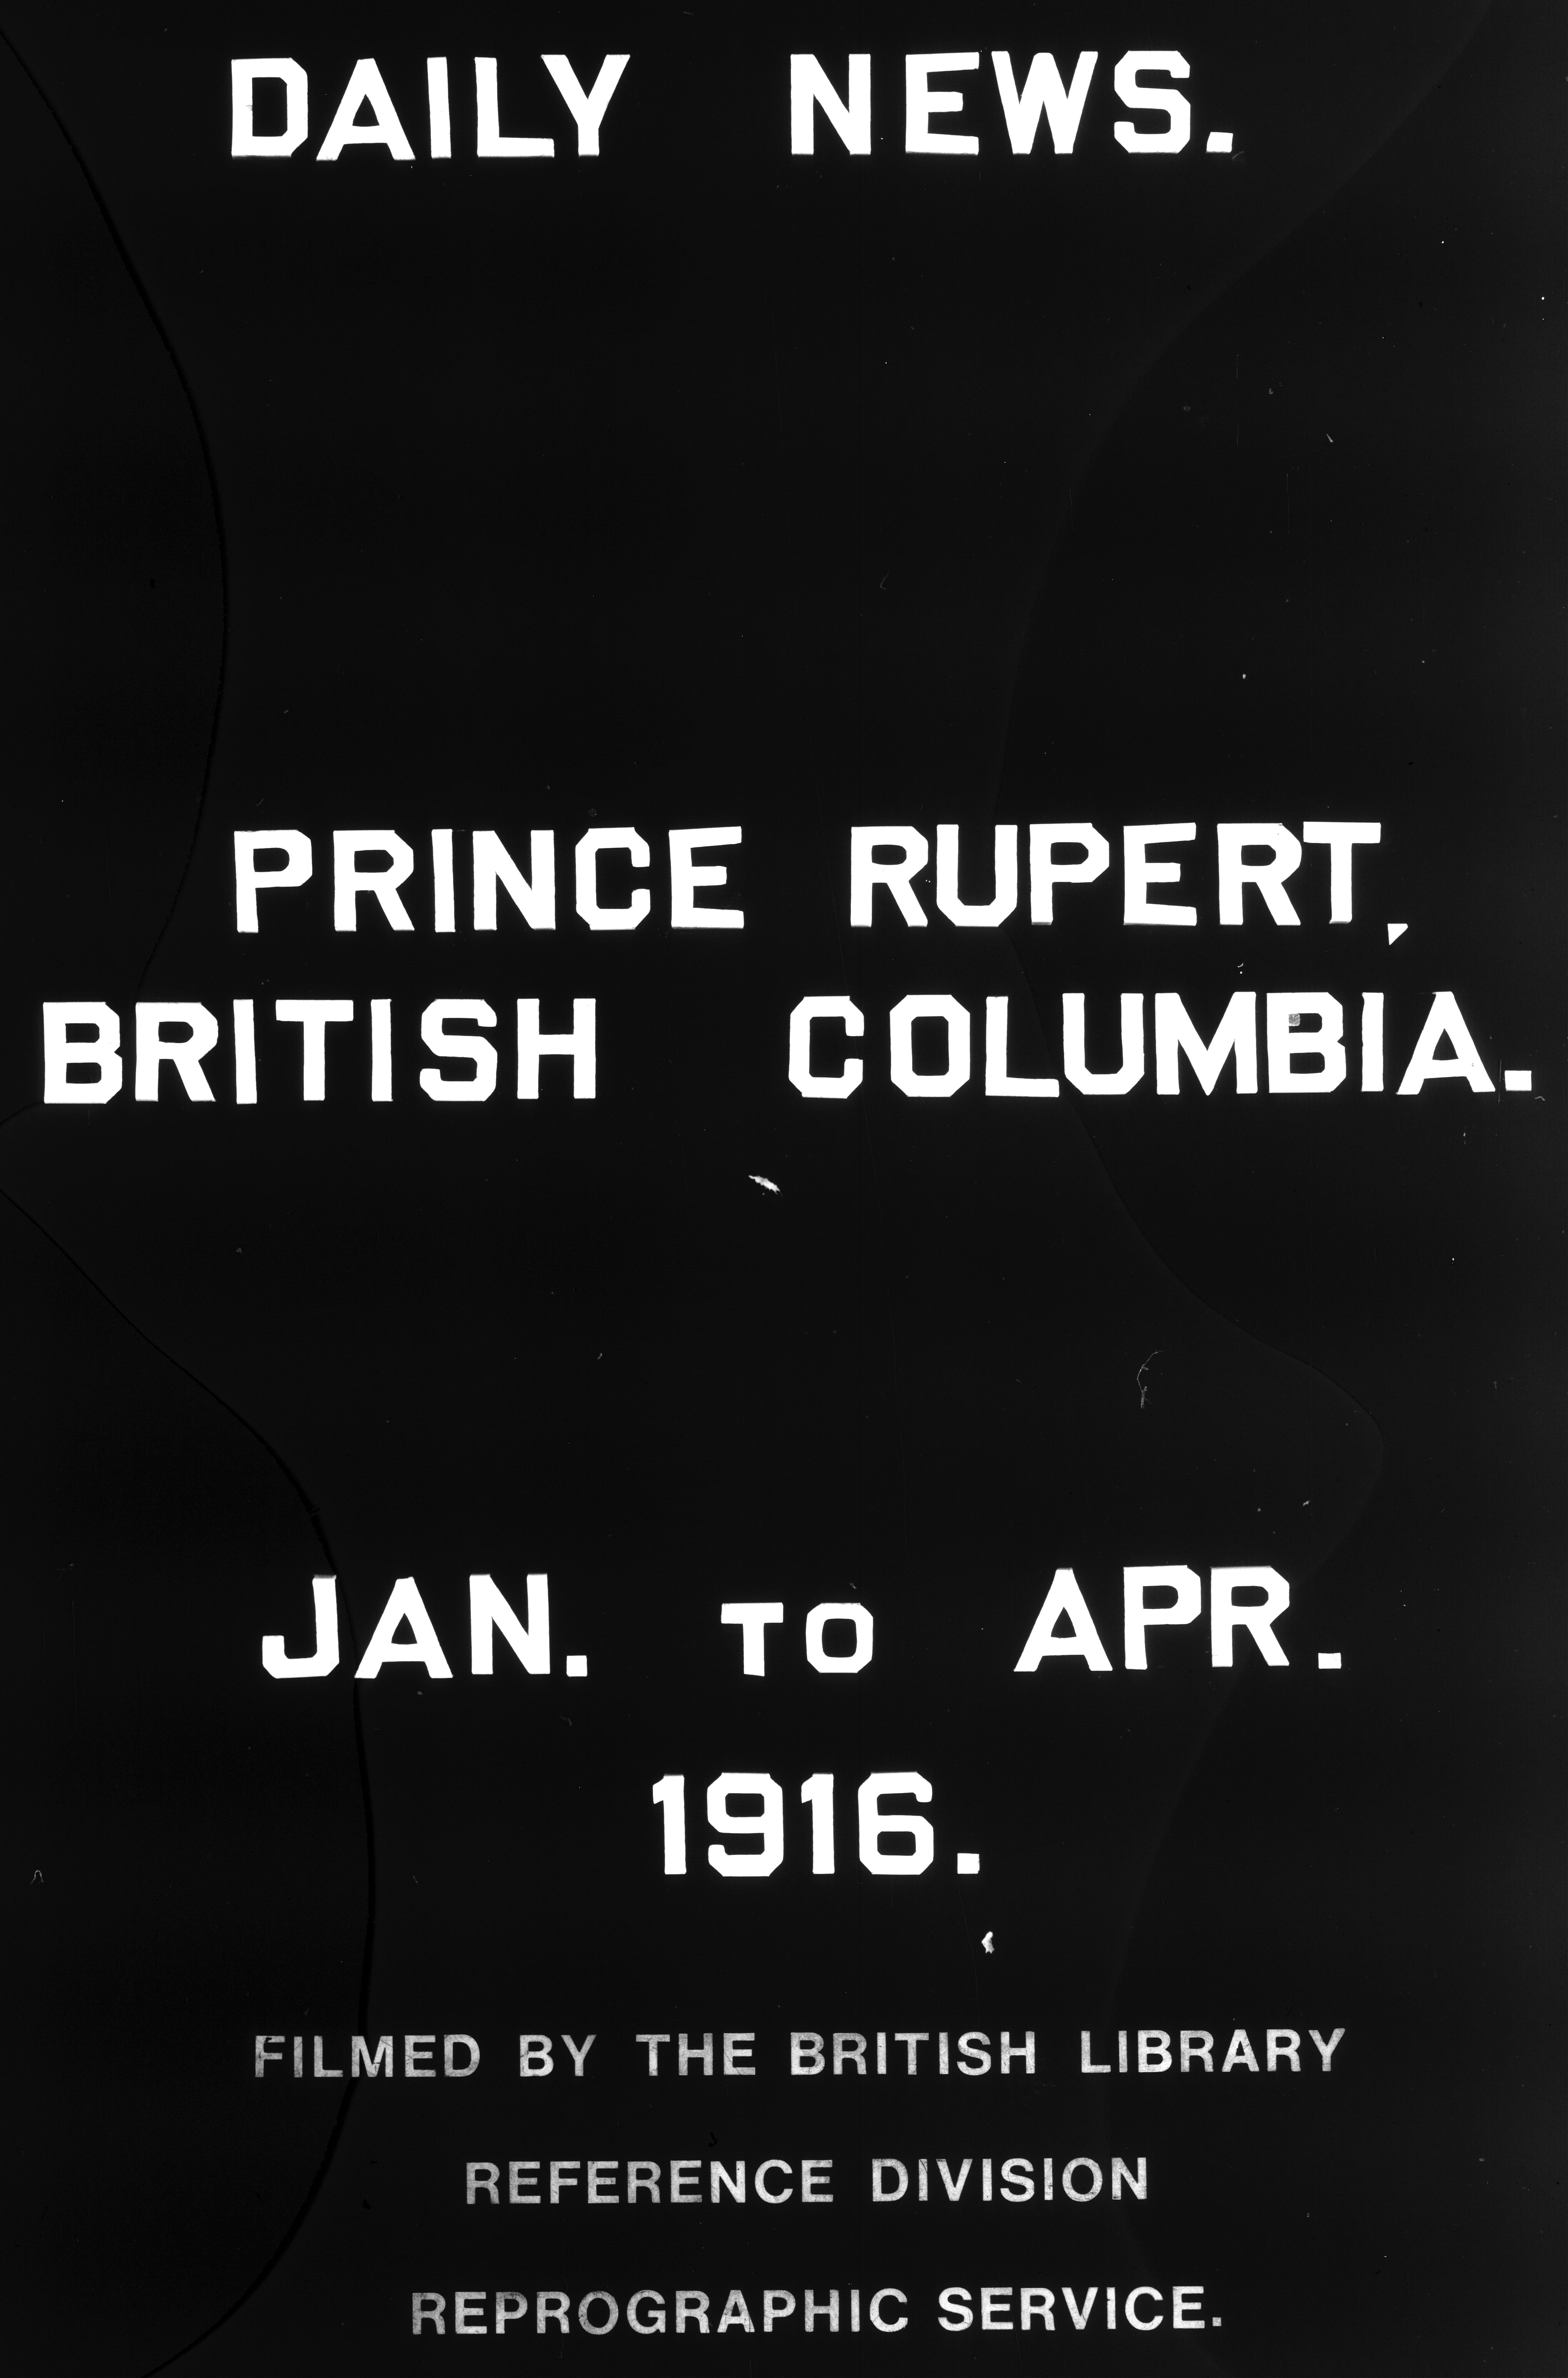 DAILY NEWS.
PRINCE RUPERT,
BRITISH COLUMBIA.
JAN. TO APR.
1916.
FILMED BY THE BRITISH LIBRARY
REFERENCE DIVISION
REPROGRAPHIC SERVICE.